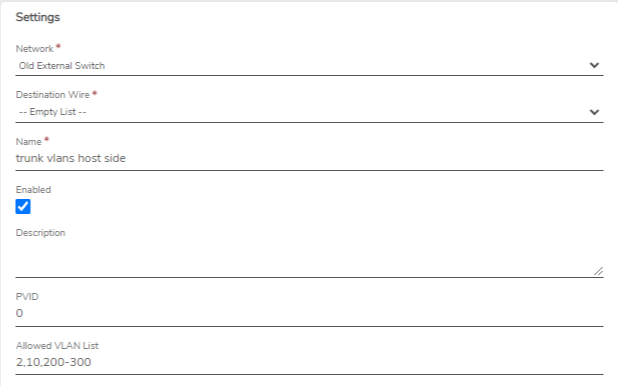 Settings
Network *
Old External Switch
Destination Wire *
-- Empty List --
Name *
trunk vlans host side
Enabled
Description
PVID
0
Allowed VLAN List
2,10,200-300